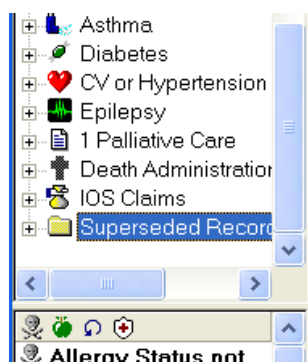 Asthma
Diabetes
CV or Hypertension
Epilepsy
1 Palliative Care
Death Administration
IOS Claims
Superseded Record
Allergy Status not